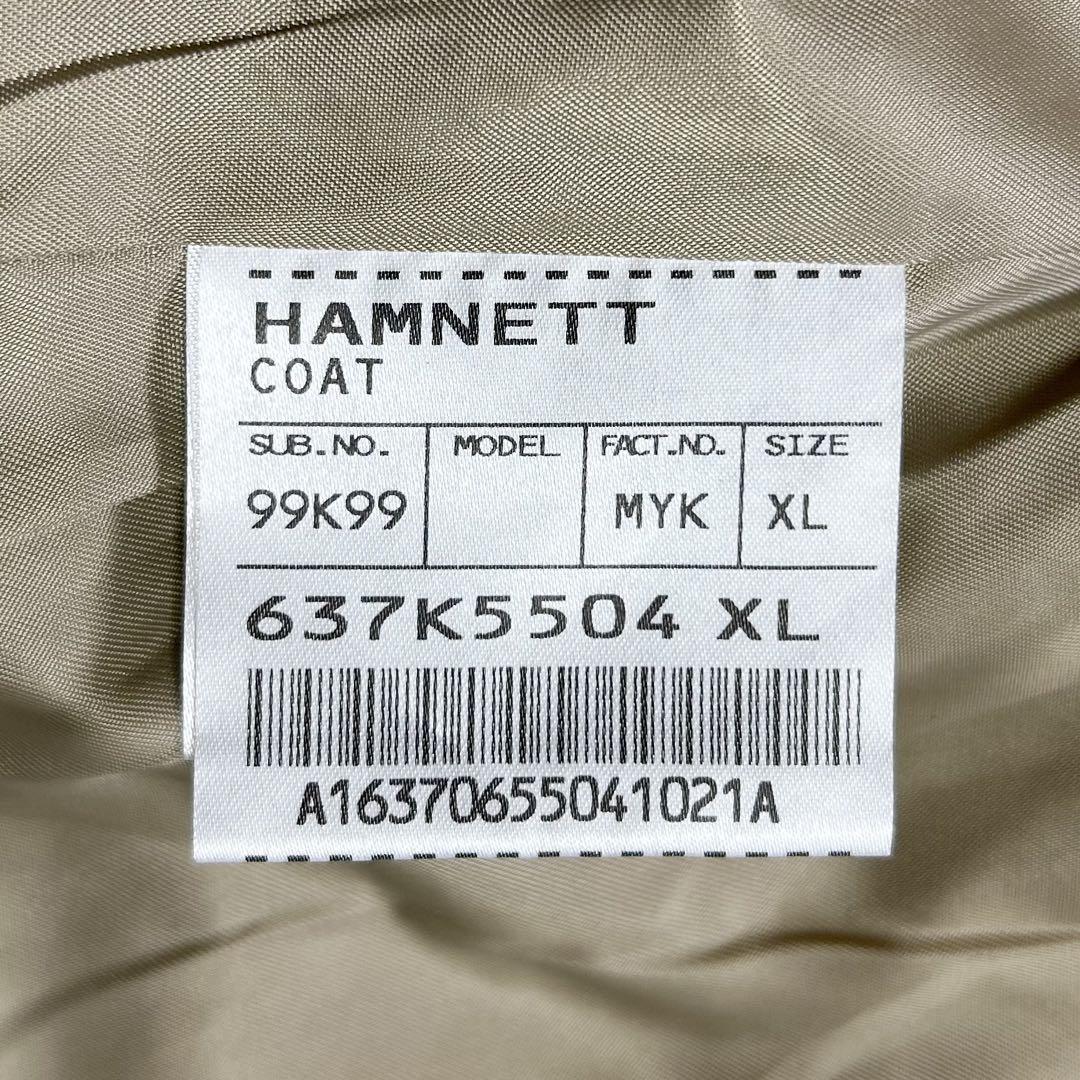 HAMNETT
COAT
SUB.NO. MODEL FACT.NO. SIZE
99K99 MYK XL
637K5504 XL
A16370655041021A